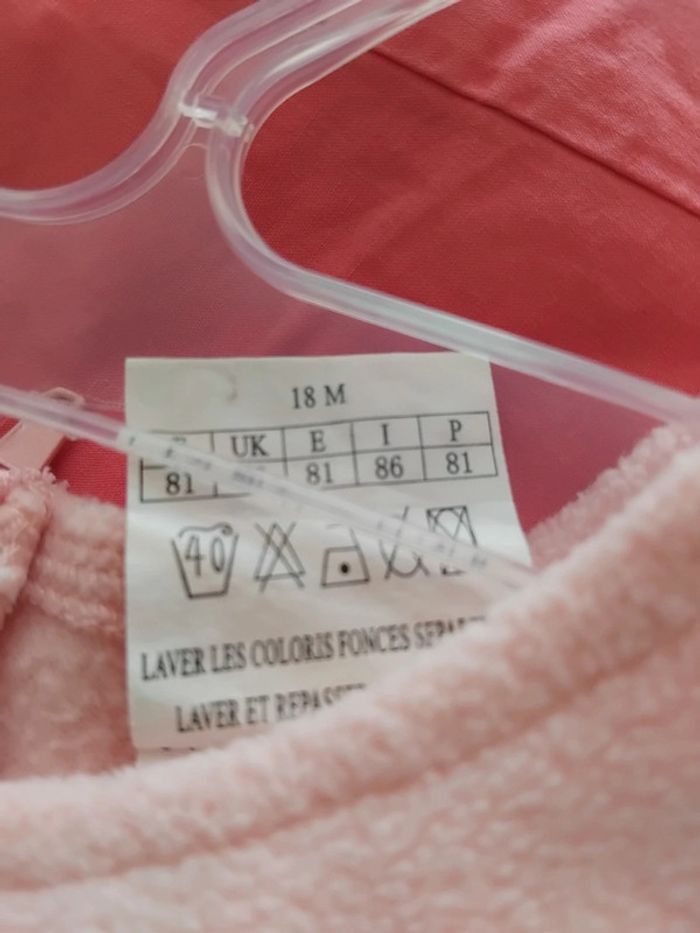 18 M
UK E I P
81 81 86 81
40
LAVER LES COLORIS FONCES
LAVER ET